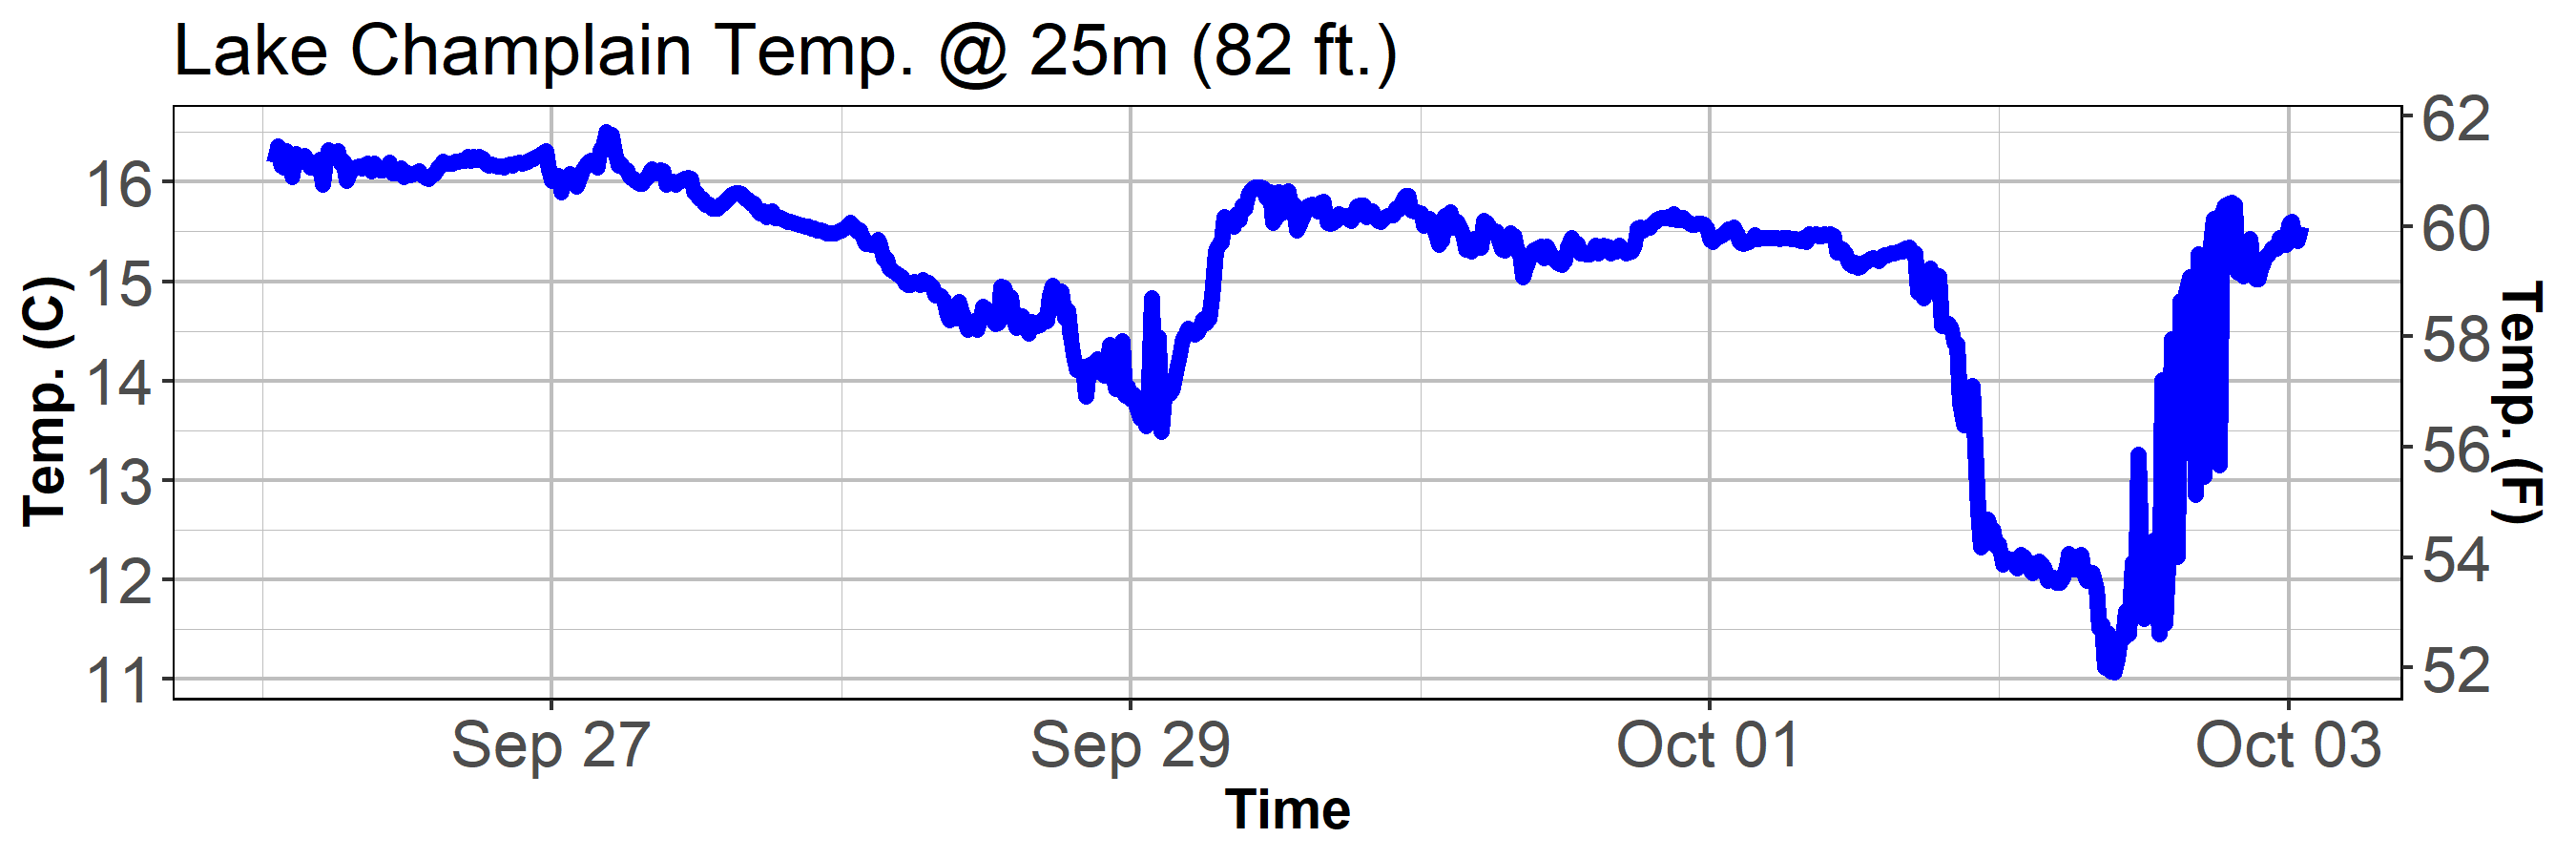 Lake Champlain Temp. @ 25m (82 ft.)
Temp. (C)
16
15
14
13
12
11
62
60
58
56
54
52
Temp. (F)
Sep 27
Sep 29
Oct 01
Oct 03
Time